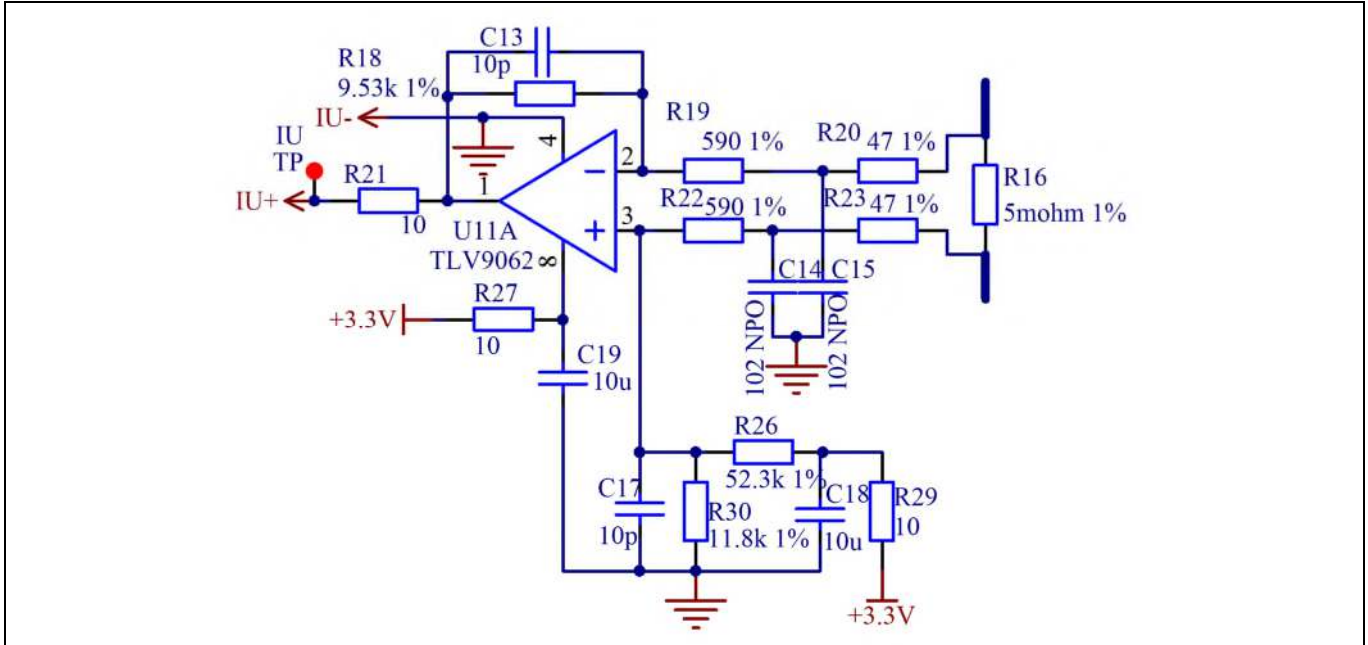 C13
10p
R18
9.53k 1%
IU-
IU
TP
IU+
R21
10
4
1
2
3
8
U11A
TLV9062
R19
590 1%
R20
47 1%
R22
590 1%
R23
47 1%
R16
5mohm 1%
C14
102 NPO
C15
102 NPO
R27
+3.3V
10
C19
10u
R26
52.3k 1%
C17
10p
R30
11.8k 1%
C18
10u
R29
10
+3.3V